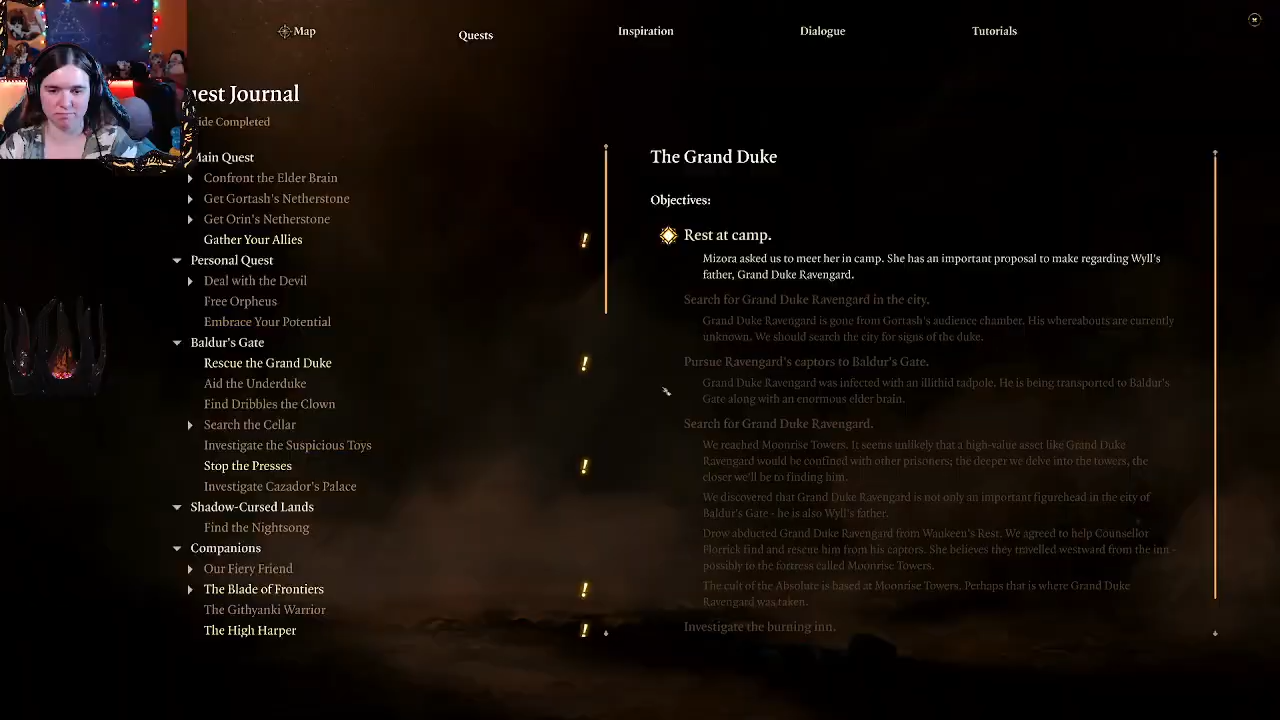 Map
Quests
Inspiration
Dialogue
Tutorials
uest Journal
ide Completed
Main Quest
Confront the Elder Brain
Get Gortash's Netherstone
Get Orin's Netherstone
Gather Your Allies
Personal Quest
Deal with the Devil
Free Orpheus
Embrace Your Potential
Baldur's Gate
Rescue the Grand Duke
Aid the Underduke
Find Dribbles the Clown
Search the Cellar
Investigate the Suspicious Toys
Stop the Presses
Investigate Cazador's Palace
Shadow-Cursed Lands
Find the Nightsong
Companions
Our Fiery Friend
The Blade of Frontiers
The Githyanki Warrior
The High Harper
The Grand Duke
Objectives:
Rest at camp.
Mizora asked us to meet her in camp. She has an important proposal to make regarding Wyll's
father, Grand Duke Ravengard.
Search for Grand Duke Ravengard in the city.
Grand Duke Ravengard is gone from Gortash's audience chamber. His whereabouts are currently
unknown. We should search the city for signs of the duke.
Pursue Ravengard's captors to Baldur's Gate.
Grand Duke Ravengard was infected with an illithid tadpole. He is being transported to Baldur's
Gate along with an enormous elder brain.
Search for Grand Duke Ravengard.
We reached Moonrise Towers. It seems unlikely that a high-value asset like Grand Duke
Ravengard would be confined with other prisoners; the deeper we delve into the towers, the
closer we'll be to finding him.
We discovered that Grand Duke Ravengard is not only an important figurehead in the city of
Baldur's Gate - he is also Wyll's father.
Drow abducted Grand Duke Ravengard from Waukeen's Rest. We agreed to help Counsellor
Florrick find and rescue him from his captors. She believes they travelled westward from the inn -
possibly to the fortress called Moonrise Towers.
The cult of the Absolute is based at Moonrise Towers. Perhaps that is where Grand Duke
Ravengard was taken.
Investigate the burning inn.